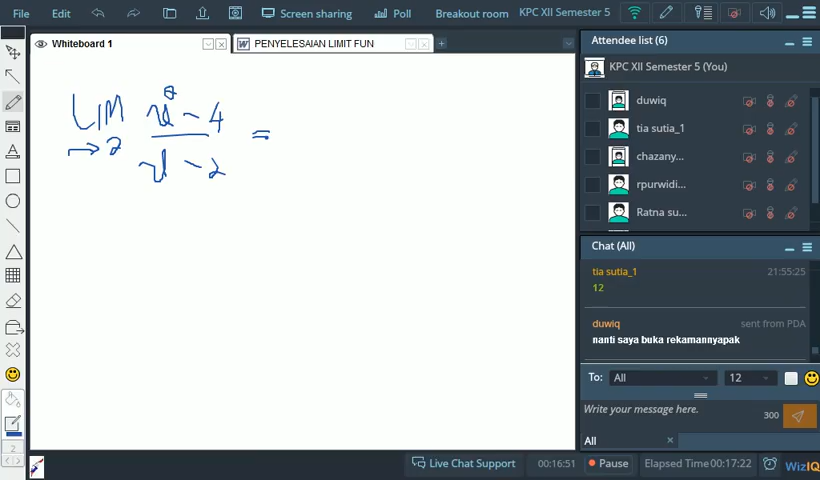 File Edit Screen sharing Poll Breakout room KPC XII Semester 5
Whiteboard 1
PENYELESAIAN LIMIT FUN
LIM
→ 2
- 4
=
- 2
2
Attendee list (6)
KPC XII Semester 5 (You)
duwiq
tia sutia_1
chazany...
rpurwidi...
Ratna su...
Chat (All)
tia sutia_1 21:55:25
12
duwiq sent from PDA
nanti saya buka rekamannyapak
To: All 12
Write your message here. 300
All
Live Chat Support 00:16:51 Pause Elapsed Time 00:17:22 WizIQ